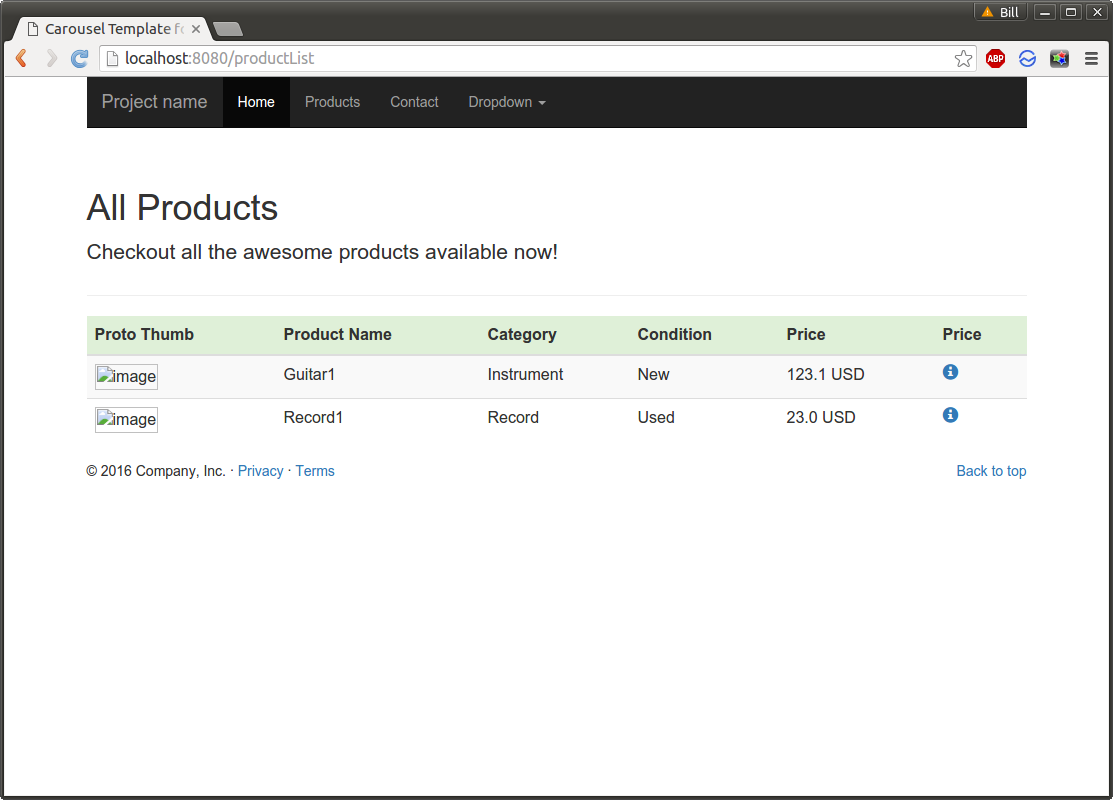 Bill
Carousel Template fo
localhost:8080/productList
ABP
Project name Home Products Contact Dropdown
All Products
Checkout all the awesome products available now!
Proto Thumb Product Name Category Condition Price Price
image Guitar1 Instrument New 123.1 USD
image Record1 Record Used 23.0 USD
© 2016 Company, Inc. · Privacy · Terms Back to top